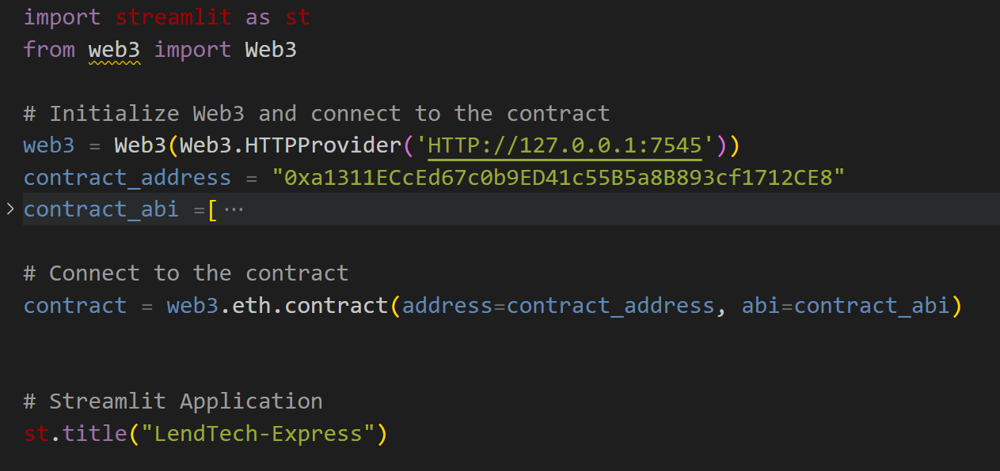 import streamlit as st
from web3 import Web3
# Initialize Web3 and connect to the contract
web3 = Web3(Web3.HTTPProvider('HTTP://127.0.0.1:7545'))
contract_address = "0xa1311ECcEd67c0b9ED41c55B5a8B893cf1712CE8"
contract_abi =[ ···
# Connect to the contract
contract = web3.eth.contract(address=contract_address, abi=contract_abi)
# Streamlit Application
st.title("LendTech-Express")